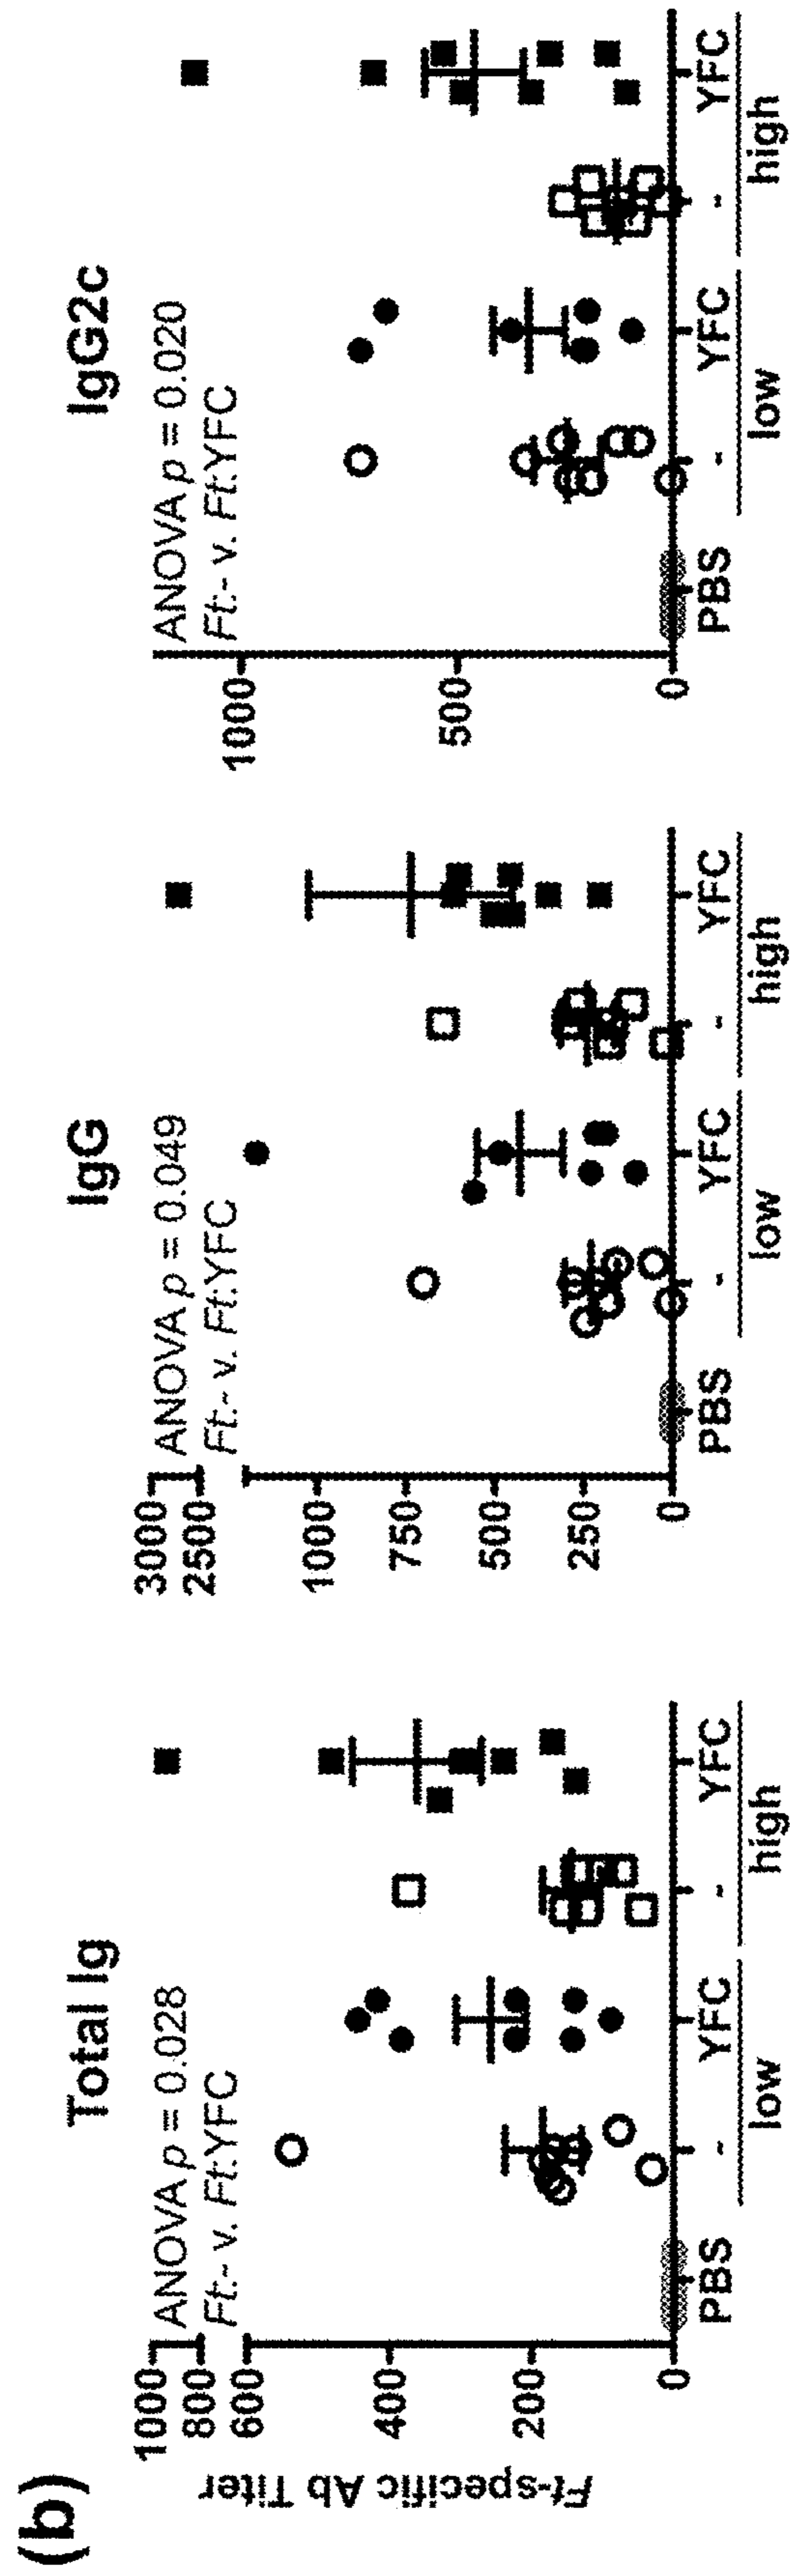 (b)
Ft-specific Ab Titer
Total Ig
ANOVA p = 0.028
Ft:- v. Ft:YFC
1000
800
600
400
200
0
PBS
-
YFC
-
YFC
low
high
IgG
ANOVA p = 0.049
Ft:- v. Ft:YFC
3000
2500
1000
750
500
250
0
PBS
-
YFC
-
YFC
low
high
IgG2c
ANOVA p = 0.020
Ft:- v. Ft:YFC
1000
500
0
PBS
-
YFC
-
YFC
low
high